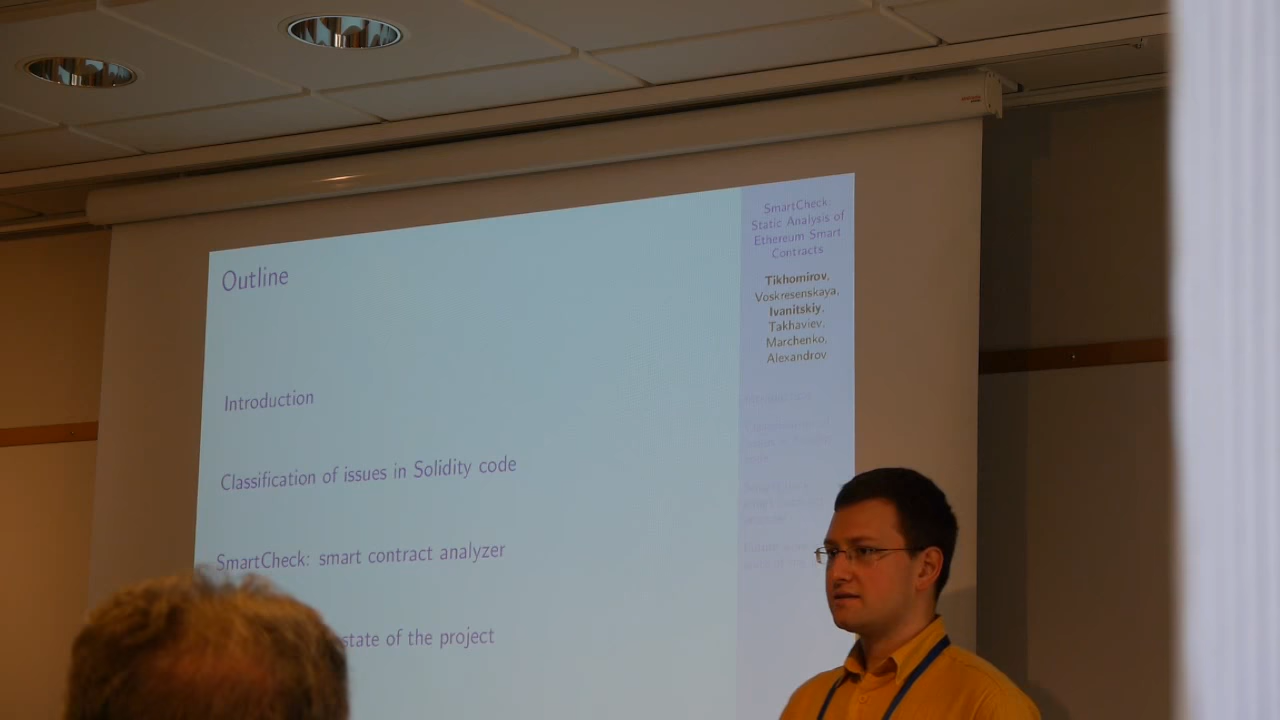 Outline
Introduction
Classification of issues in Solidity code
SmartCheck: smart contract analyzer
state of the project
SmartCheck:
Static Analysis of
Ethereum Smart
Contracts
Tikhomirov,
Voskresenskaya,
Ivanitskiy,
Takhaviev,
Marchenko,
Alexandrov